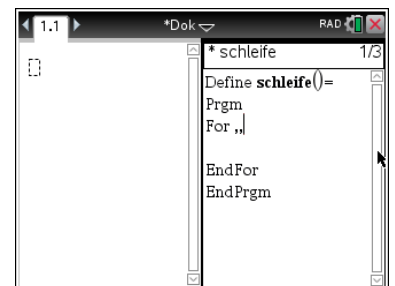 1.1 *Dok RAD
* schleife 1/3
Define schleife()=
Prgm
For ,,
EndFor
EndPrgm